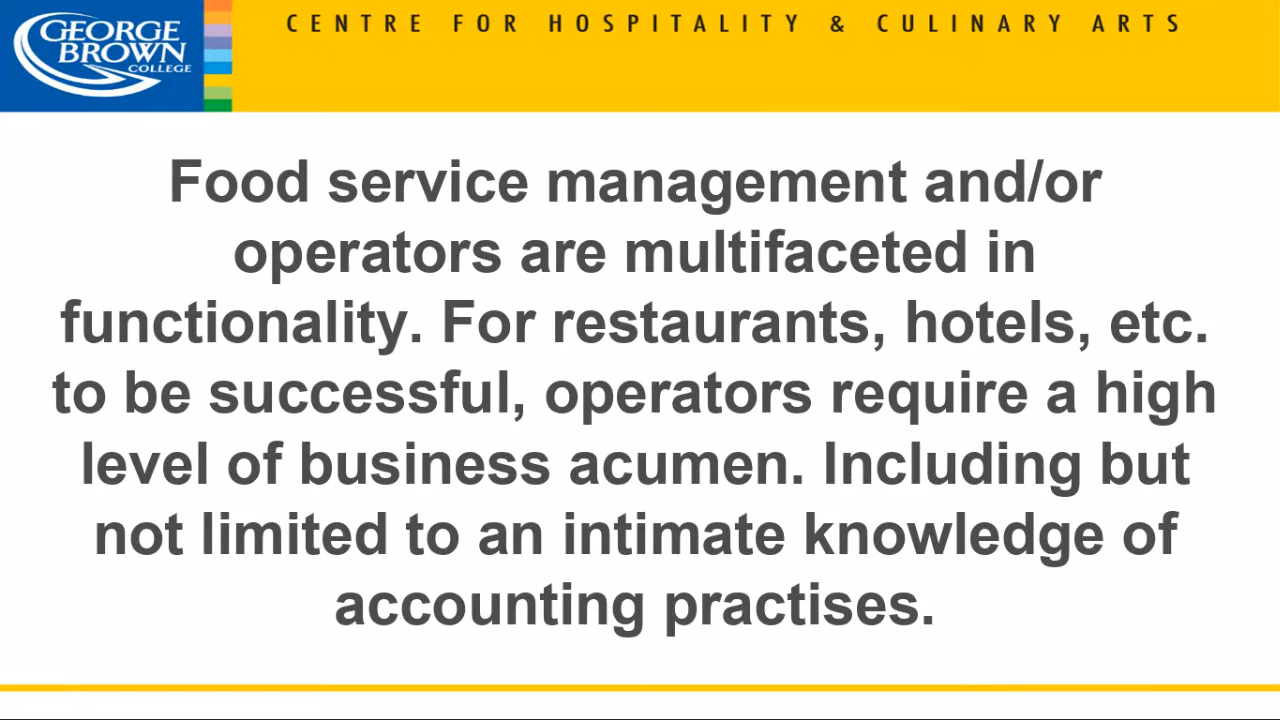 GEORGE
BROWN
COLLEGE
CENTRE FOR HOSPITALITY & CULINARY ARTS
Food service management and/or
operators are multifaceted in
functionality. For restaurants, hotels, etc.
to be successful, operators require a high
level of business acumen. Including but
not limited to an intimate knowledge of
accounting practises.